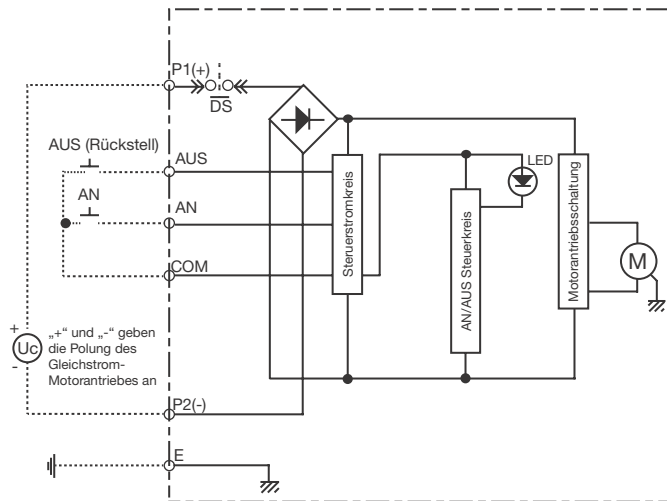 P1(+)
DS
AUS (Rückstell)
AUS
AN
AN
COM
Stenuerstromkreis
LED
AN/AUS Steuerkreis
Motorantriebsschaltung
M
+
Uc
-
„+“ und „-“ geben
die Polung des
Gleichstrom-
Motorantriebes an
P2(-)
E